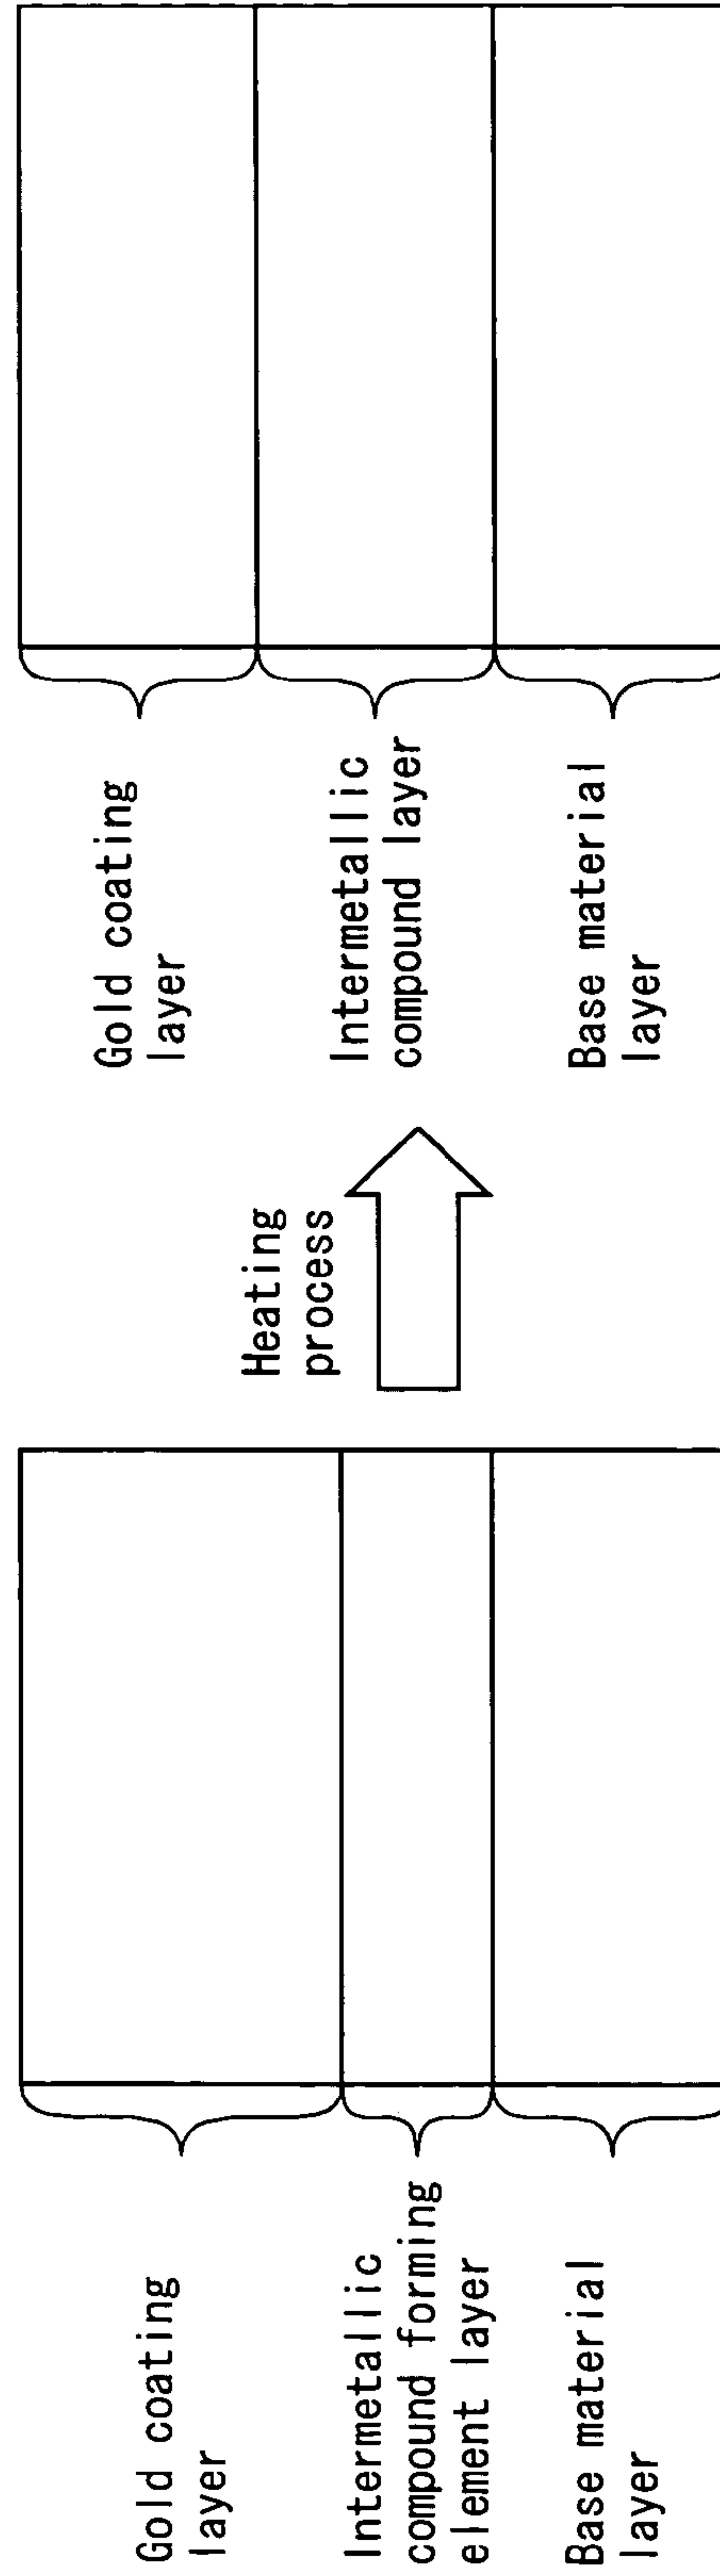 Gold coating
layer
Intermetallic
compound forming
element layer
Base material
layer
Heating
process
Gold coating
layer
Intermetallic
compound layer
Base material
layer